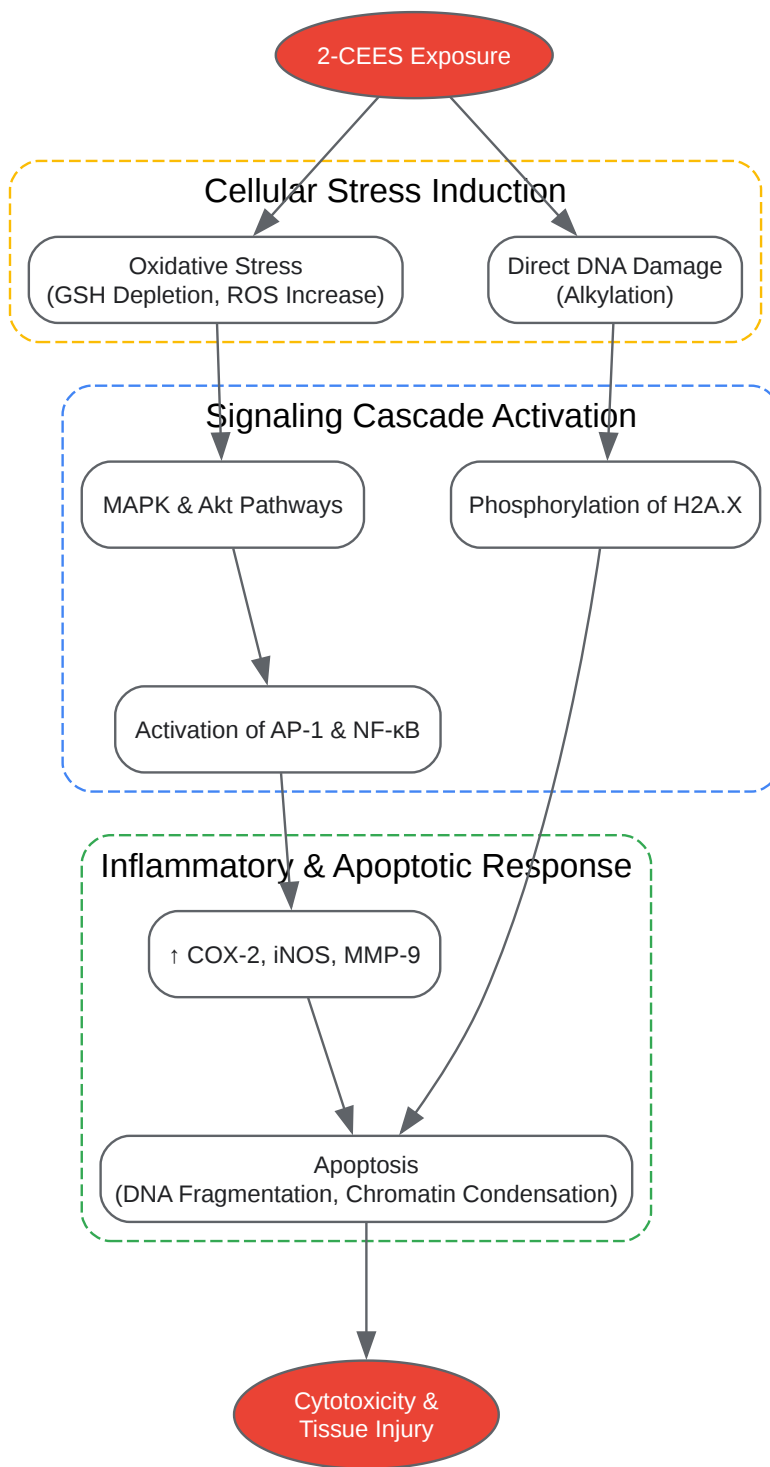 2-CEES Exposure
Cellular Stress Induction
Oxidative Stress
(GSH Depletion, ROS Increase)
Direct DNA Damage
(Alkylation)
Signaling Cascade Activation
MAPK & Akt Pathways
Phosphorylation of H2A.X
Activation of AP-1 & NF-κB
Inflammatory & Apoptotic Response
↑ COX-2, iNOS, MMP-9
Apoptosis
(DNA Fragmentation, Chromatin Condensation)
Cytotoxicity &
Tissue Injury